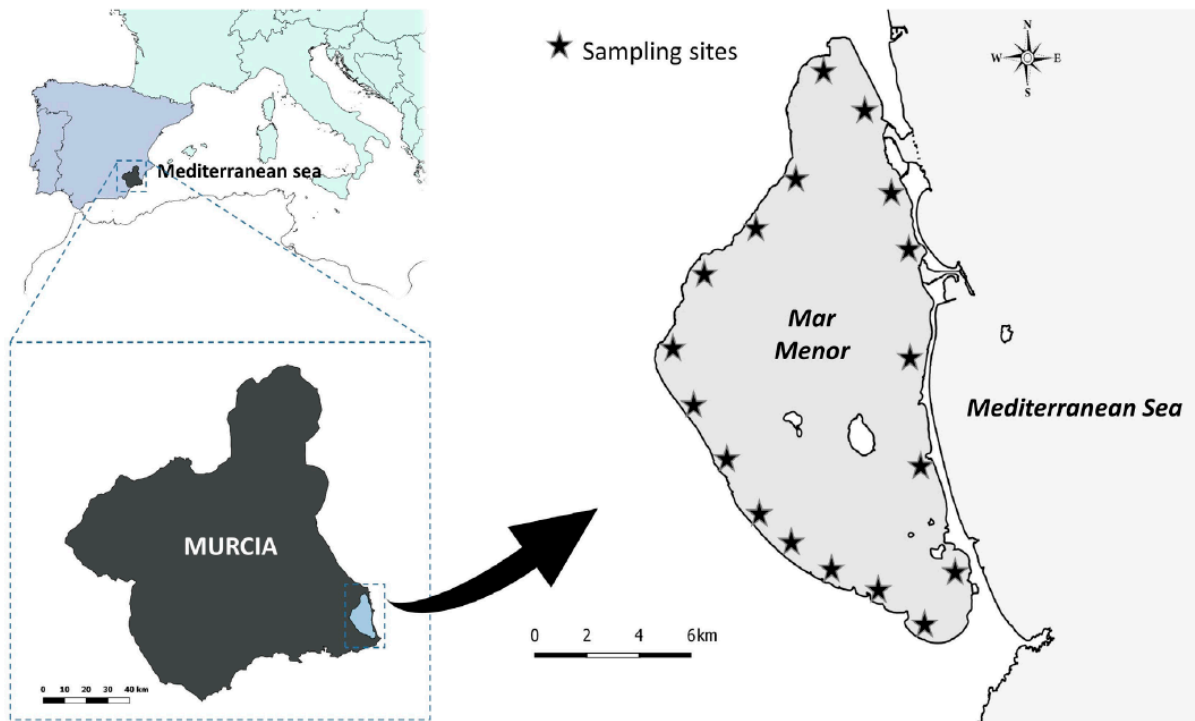 Mediterranean sea
MURCIA
0 10 20 30 40 km
Sampling sites
N
W E
S
Mar
Menor
Mediterranean Sea
0 2 4 6km